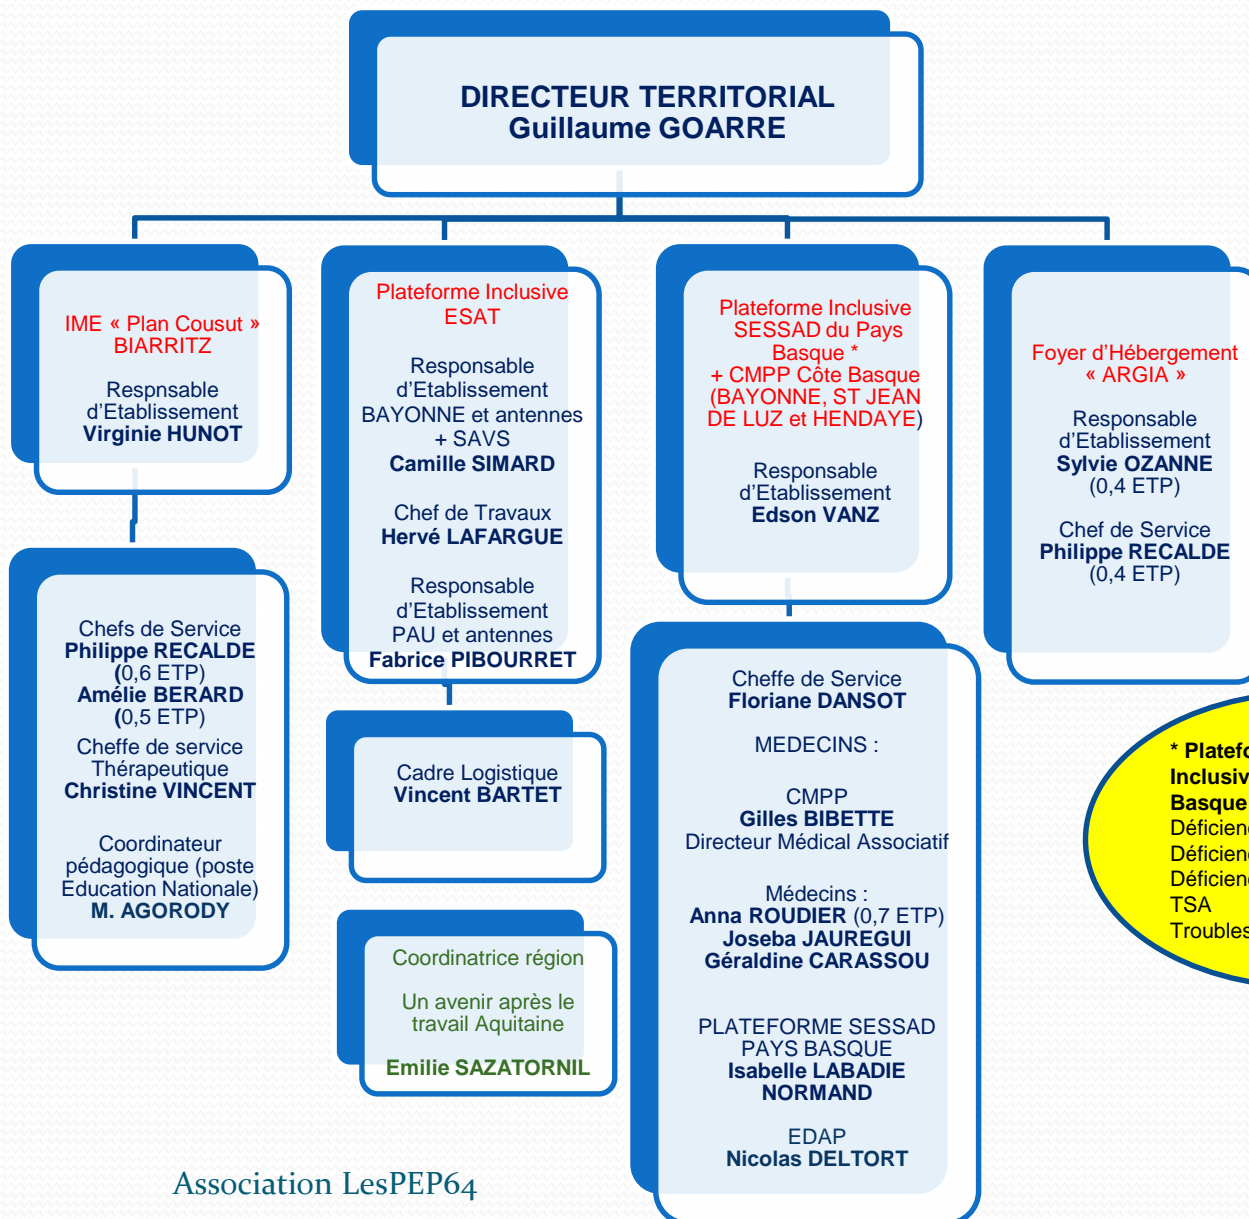 DIRECTEUR TERRITORIAL
Guillaume GOARRE
IME « Plan Cousut »
BIARRITZ
Respnsable
d’Etablissement
Virginie HUNOT
Chefs de Service
Philippe RECALDE
(0,6 ETP)
Amélie BERARD
(0,5 ETP)
Cheffe de service
Thérapeutique
Christine VINCENT
Coordinateur
pédagogique (poste
Education Nationale)
M. AGORODY
Plateforme Inclusive
ESAT
Responsable
d’Etablissement
BAYONNE et antennes
+ SAVS
Camille SIMARD
Chef de Travaux
Hervé LAFARGUE
Responsable
d’Etablissement
PAU et antennes
Fabrice PIBOURRET
Cadre Logistique
Vincent BARTET
Coordinatrice région
Un avenir après le
travail Aquitaine
Emilie SAZATORNIL
Plateforme Inclusive
SESSAD du Pays
Basque *
+ CMPP Côte Basque
(BAYONNE, ST JEAN
DE LUZ et HENDAYE)
Responsable
d’Etablissement
Edson VANZ
Cheffe de Service
Floriane DANSOT
MEDECINS :
CMPP
Gilles BIBETTE
Directeur Médical Associatif
Médecins :
Anna ROUDIER (0,7 ETP)
Joseba JAUREGUI
Géraldine CARASSOU
PLATEFORME SESSAD
PAYS BASQUE
Isabelle LABADIE
NORMAND
EDAP
Nicolas DELTORT
Foyer d’Hébergement
« ARGIA »
Responsable
d’Etablissement
Sylvie OZANNE
(0,4 ETP)
Chef de Service
Philippe RECALDE
(0,4 ETP)
*
Basque
TSA
Troubles
Association LesPEP64